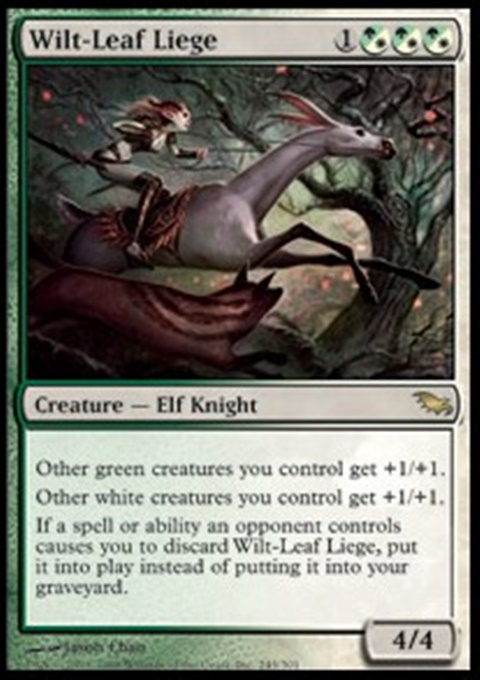 Wilt-Leaf Liege 1
Creature — Elf Knight
Other green creatures you control get +1/+1.
Other white creatures you control get +1/+1.
If a spell or ability an opponent controls
causes you to discard Wilt-Leaf Liege, put
it into play instead of putting it into your
graveyard.
4/4
Jason Chan